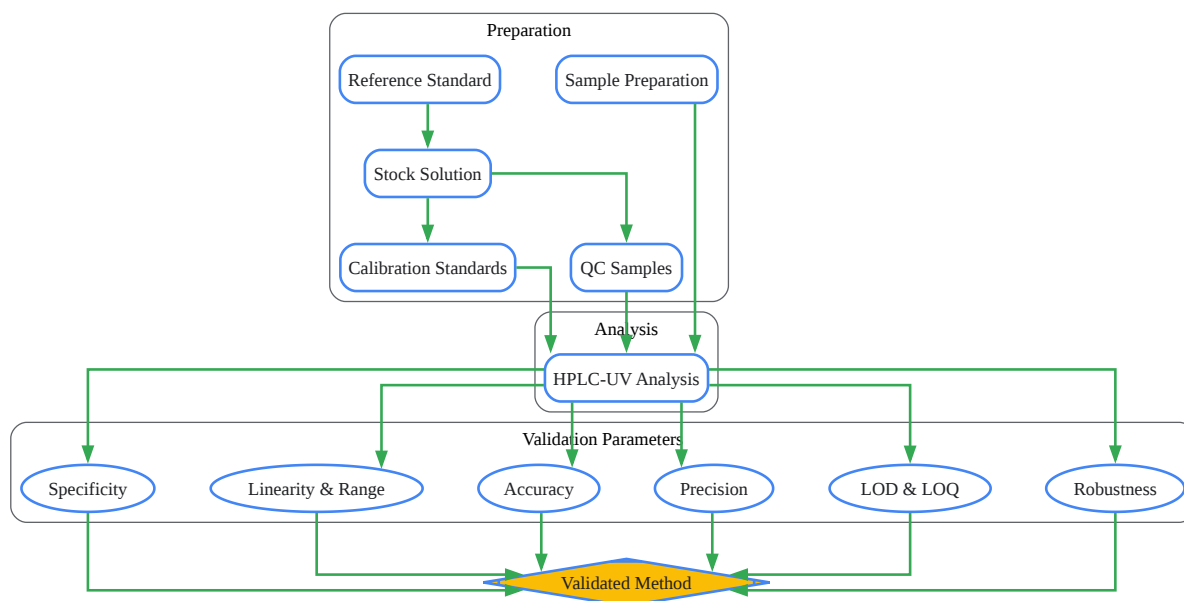 Preparation
Reference Standard
Sample Preparation
Stock Solution
Calibration Standards
QC Samples
Analysis
HPLC-UV Analysis
Validation Parameters
Specificity
Linearity & Range
Accuracy
Precision
LOD & LOQ
Robustness
Validated Method